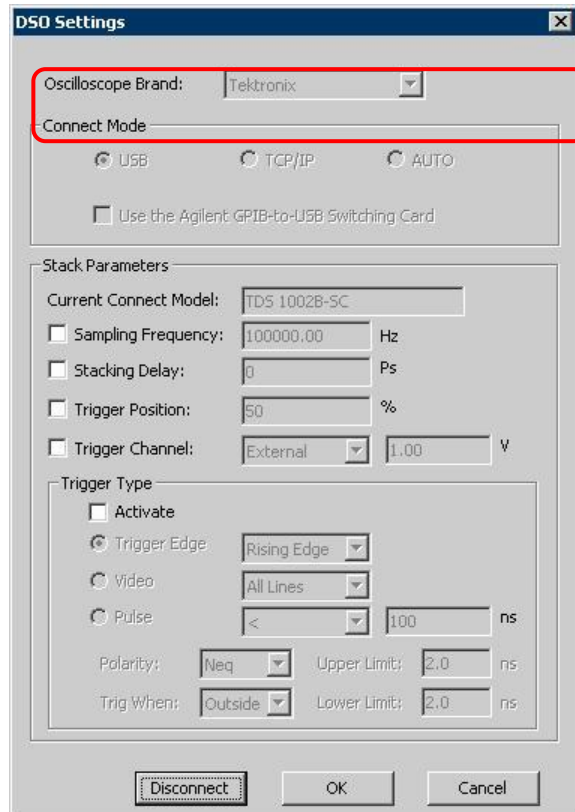 DSO Settings
Oscilloscope Brand: Tektronix
Connect Mode
USB TCP/IP AUTO
Use the Agilent GPIB-to-USB Switching Card
Stack Parameters
Current Connect Model: TDS 1002B-SC
Sampling Frequency: 100000.00 Hz
Stacking Delay: 0 Ps
Trigger Position: 50 %
Trigger Channel: External 1.00 V
Trigger Type
Activate
Trigger Edge Rising Edge
Video All Lines
Pulse < 100 ns
Polarity: Neg Upper Limit: 2.0 ns
Trig When: Outside Lower Limit: 2.0 ns
Disconnect OK Cancel